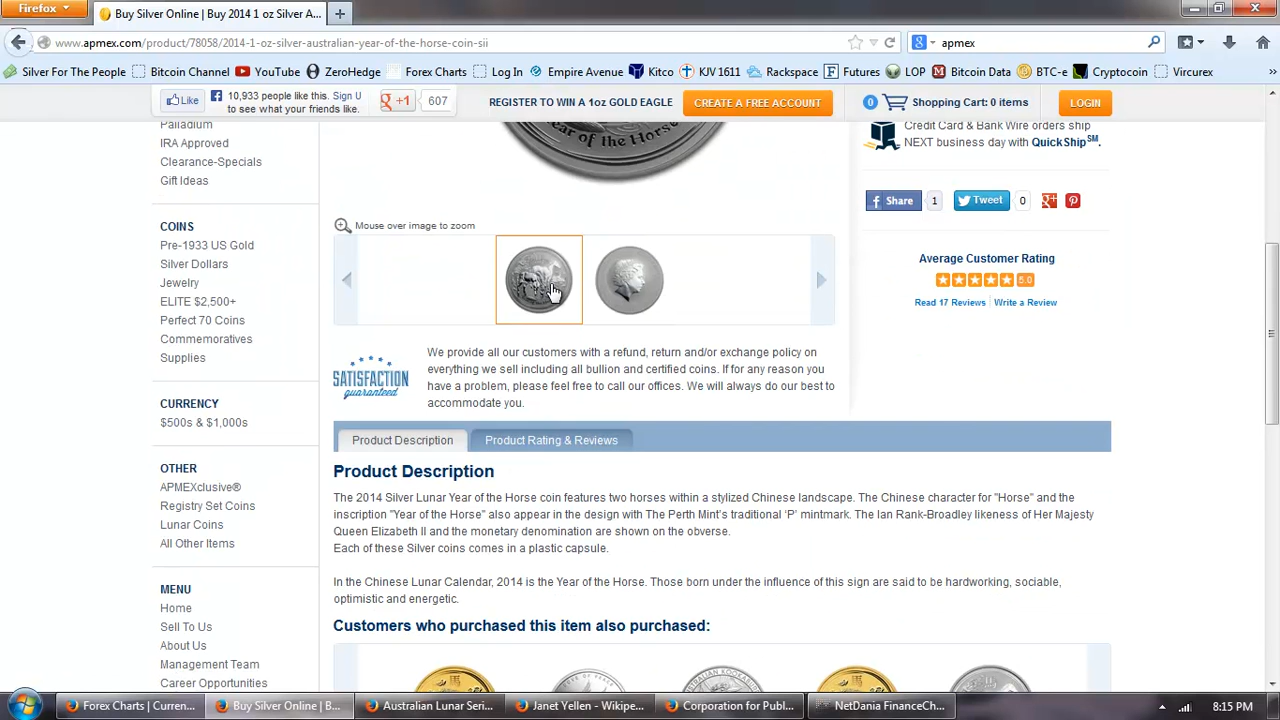 Firefox
Buy Silver Online | Buy 2014 1 oz Silver A...
www.apmex.com/product/78058/2014-1-oz-silver-australian-year-of-the-horse-coin-sii
apmex
Silver For The People
Bitcoin Channel
YouTube
ZeroHedge
Forex Charts
Log In
Empire Avenue
Kitco
KJV 1611
Rackspace
Futures
LOP
Bitcoin Data
BTC-e
Cryptocoin
Vircurex
»
Like
10,933 people like this. Sign U
to see what your friends like.
+1
607
REGISTER TO WIN A 1oz GOLD EAGLE
CREATE A FREE ACCOUNT
0
Shopping Cart: 0 items
LOGIN
Palladium
IRA Approved
Clearance-Specials
Gift Ideas
COINS
Pre-1933 US Gold
Silver Dollars
Jewelry
ELITE $2,500+
Perfect 70 Coins
Commemoratives
Supplies
CURRENCY
$500s & $1,000s
OTHER
APMEXclusive®
Registry Set Coins
Lunar Coins
All Other Items
MENU
Home
Sell To Us
About Us
Management Team
Career Opportunities
Year of the Horse
Mouse over image to zoom
SATISFACTION
guaranteed
We provide all our customers with a refund, return and/or exchange policy on
everything we sell including all bullion and certified coins. If for any reason you
have a problem, please feel free to call our offices. We will always do our best to
accommodate you.
Credit Card & Bank Wire orders ship
NEXT business day with QuickShip℠.
Share
1
Tweet
0
Average Customer Rating
5.0
Read 17 Reviews | Write a Review
Product Description
Product Rating & Reviews
Product Description
The 2014 Silver Lunar Year of the Horse coin features two horses within a stylized Chinese landscape. The Chinese character for "Horse" and the
inscription "Year of the Horse" also appear in the design with The Perth Mint's traditional 'P' mintmark. The Ian Rank-Broadley likeness of Her Majesty
Queen Elizabeth II and the monetary denomination are shown on the obverse.
Each of these Silver coins comes in a plastic capsule.
In the Chinese Lunar Calendar, 2014 is the Year of the Horse. Those born under the influence of this sign are said to be hardworking, sociable,
optimistic and energetic.
Customers who purchased this item also purchased:
Forex Charts | Curren...
Buy Silver Online | B...
Australian Lunar Seri...
Janet Yellen - Wikipe...
Corporation for Publ...
NetDania FinanceCh...
8:15 PM